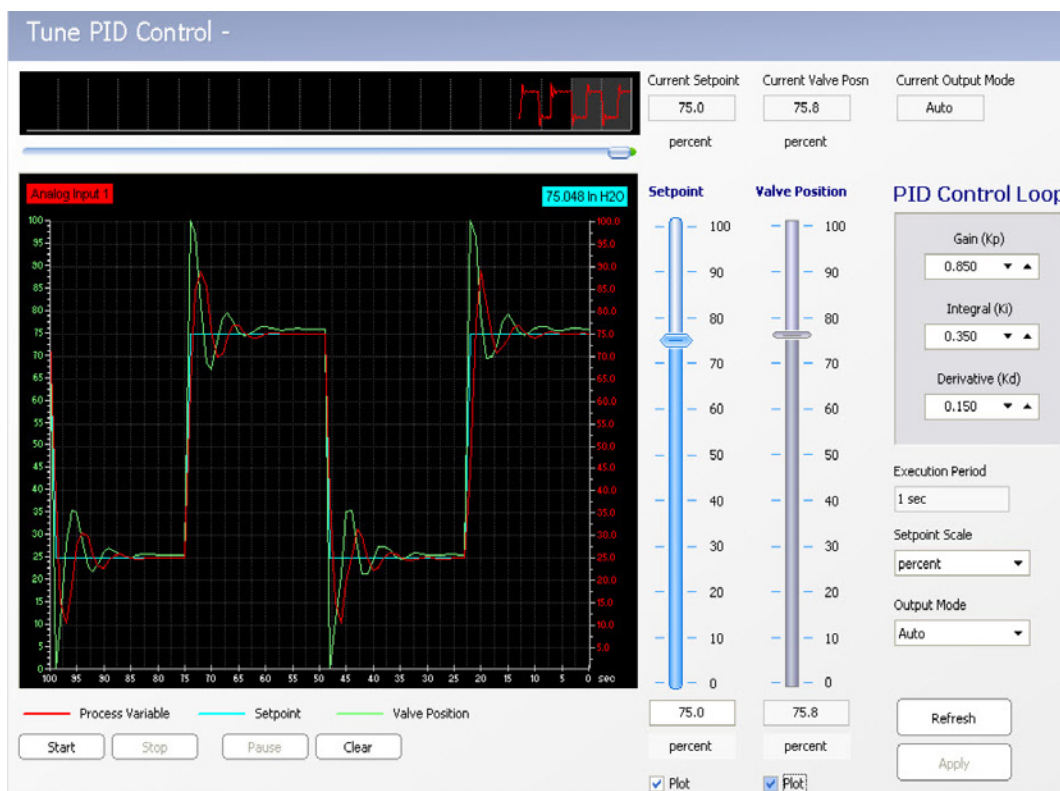 Tune PID Control -
Current Setpoint
Current Valve Posn
Current Output Mode
75.0
75.8
Auto
percent
percent
Analog Input 1
75.048 In H2O
100
95
90
85
80
75
70
65
60
55
50
45
40
35
30
25
20
15
10
5
0
100.0
95.0
90.0
85.0
80.0
75.0
70.0
65.0
60.0
55.0
50.0
45.0
40.0
35.0
30.0
25.0
20.0
15.0
10.0
5.0
100 95 90 85 80 75 70 65 60 55 50 45 40 35 30 25 20 15 10 5 0 sec
Process Variable
Setpoint
Valve Position
Start
Stop
Pause
Clear
Setpoint
100
90
80
70
60
50
40
30
20
10
0
75.0
percent
Plot
Valve Position
100
90
80
70
60
50
40
30
20
10
0
75.8
percent
Plot
PID Control Loop
Gain (Kp)
0.850
Integral (Ki)
0.350
Derivative (Kd)
0.150
Execution Period
1 sec
Setpoint Scale
percent
Output Mode
Auto
Refresh
Apply